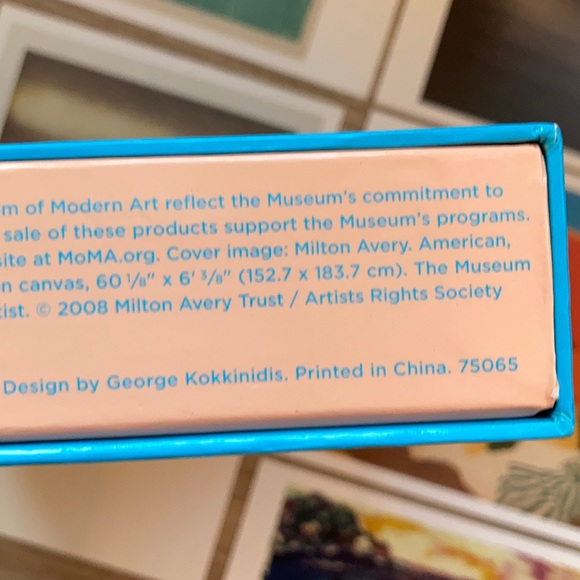 m of Modern Art reflect the Museum's commitment to
sale of these products support the Museum's programs.
site at MoMA.org. Cover image: Milton Avery. American,
n canvas, 60 1/8" x 6' 3/8" (152.7 x 183.7 cm). The Museum
tist. © 2008 Milton Avery Trust / Artists Rights Society
Design by George Kokkinidis. Printed in China. 75065